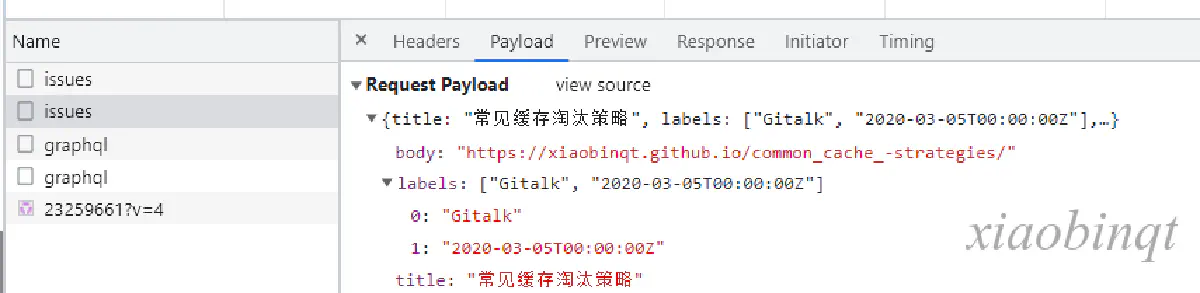 Name
issues
issues
graphql
graphql
23259661?v=4
× Headers Payload Preview Response Initiator Timing
▼Request Payload view source
▼{title: "常见缓存淘汰策略", labels: ["Gitalk", "2020-03-05T00:00:00Z"],…}
body: "https://xiaobinqt.github.io/common_cache_-strategies/"
▼labels: ["Gitalk", "2020-03-05T00:00:00Z"]
0: "Gitalk"
1: "2020-03-05T00:00:00Z"
title: "常见缓存淘汰策略"
xiaobinqt